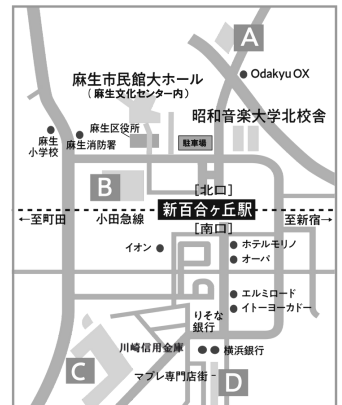 A
Odakyu OX
麻生市民館大ホール
(麻生文化センター内)
昭和音楽大学北校舎
麻生区役所
麻生
小学校
麻生消防署
駐車場
B
[北口]
←至町田
小田急線
新百合ヶ丘駅
至新宿→
[南口]
イオン
ホテルモリノ
オーパ
エルミロード
イトーヨーカドー
りそな
銀行
川崎信用金庫
横浜銀行
C
マプレ専門店街
D